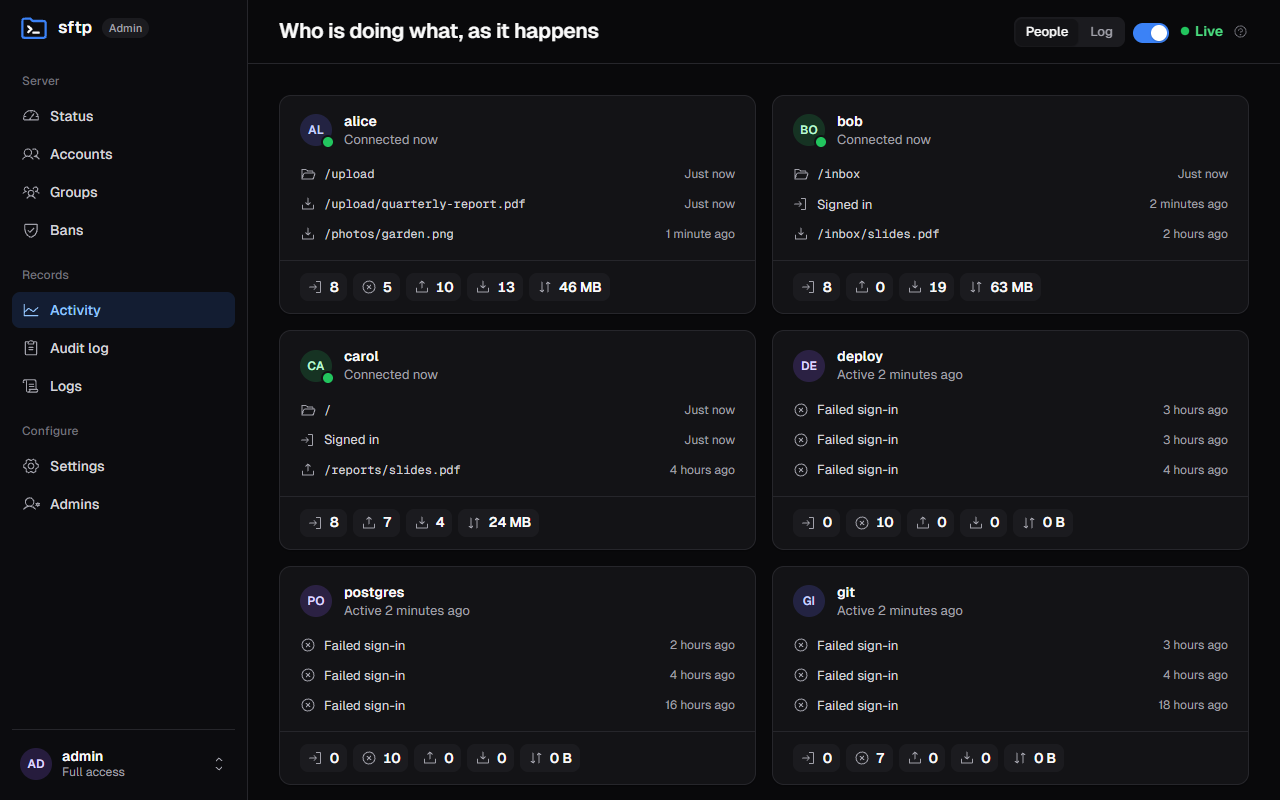 sftp Admin
Server
Status
Accounts
Groups
Bans
Records
Activity
Audit log
Logs
Configure
Settings
Admins
AD admin
Full access
Who is doing what, as it happens
People Log Live
AL alice
Connected now
/upload Just now
/upload/quarterly-report.pdf Just now
/photos/garden.png 1 minute ago
8 5 10 13 46 MB
BO bob
Connected now
/inbox Just now
Signed in 2 minutes ago
/inbox/slides.pdf 2 hours ago
8 0 19 63 MB
CA carol
Connected now
/ Just now
Signed in Just now
/reports/slides.pdf 4 hours ago
8 7 4 24 MB
DE deploy
Active 2 minutes ago
Failed sign-in 3 hours ago
Failed sign-in 3 hours ago
Failed sign-in 4 hours ago
0 10 0 0 0 B
PO postgres
Active 2 minutes ago
Failed sign-in 2 hours ago
Failed sign-in 4 hours ago
Failed sign-in 16 hours ago
0 10 0 0 0 B
GI git
Active 2 minutes ago
Failed sign-in 3 hours ago
Failed sign-in 4 hours ago
Failed sign-in 18 hours ago
0 7 0 0 0 B